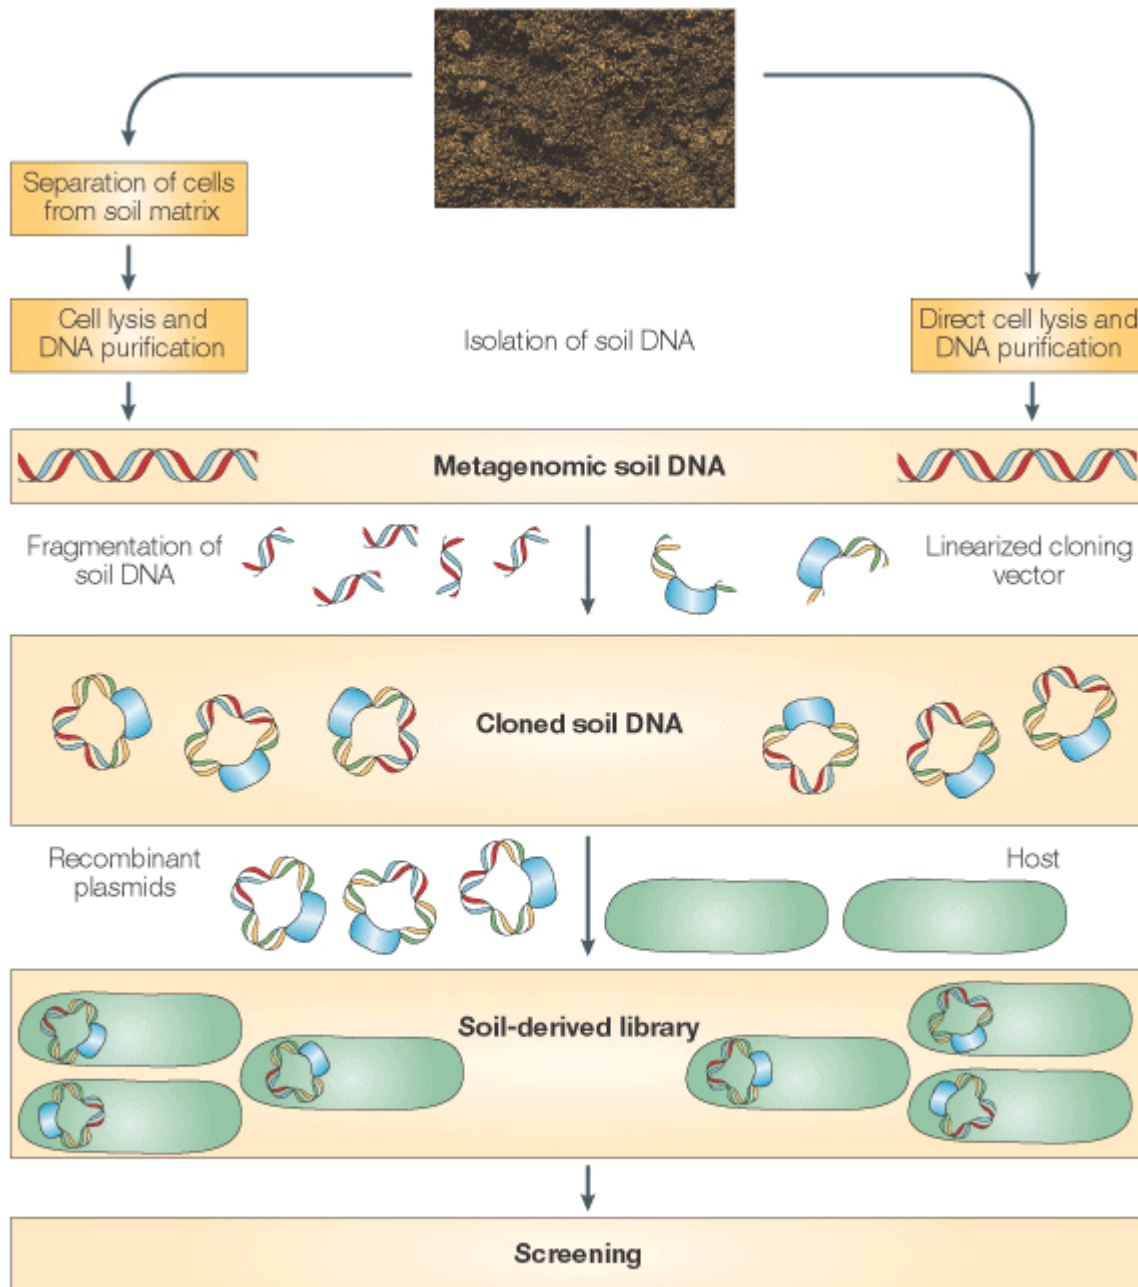 Separation of cells
from soil matrix
Cell lysis and
DNA purification
Isolation of soil DNA
Direct cell lysis and
DNA purification
Metagenomic soil DNA
Fragmentation of
soil DNA
Linearized cloning
vector
Cloned soil DNA
Recombinant
plasmids
Host
Soil-derived library
Screening